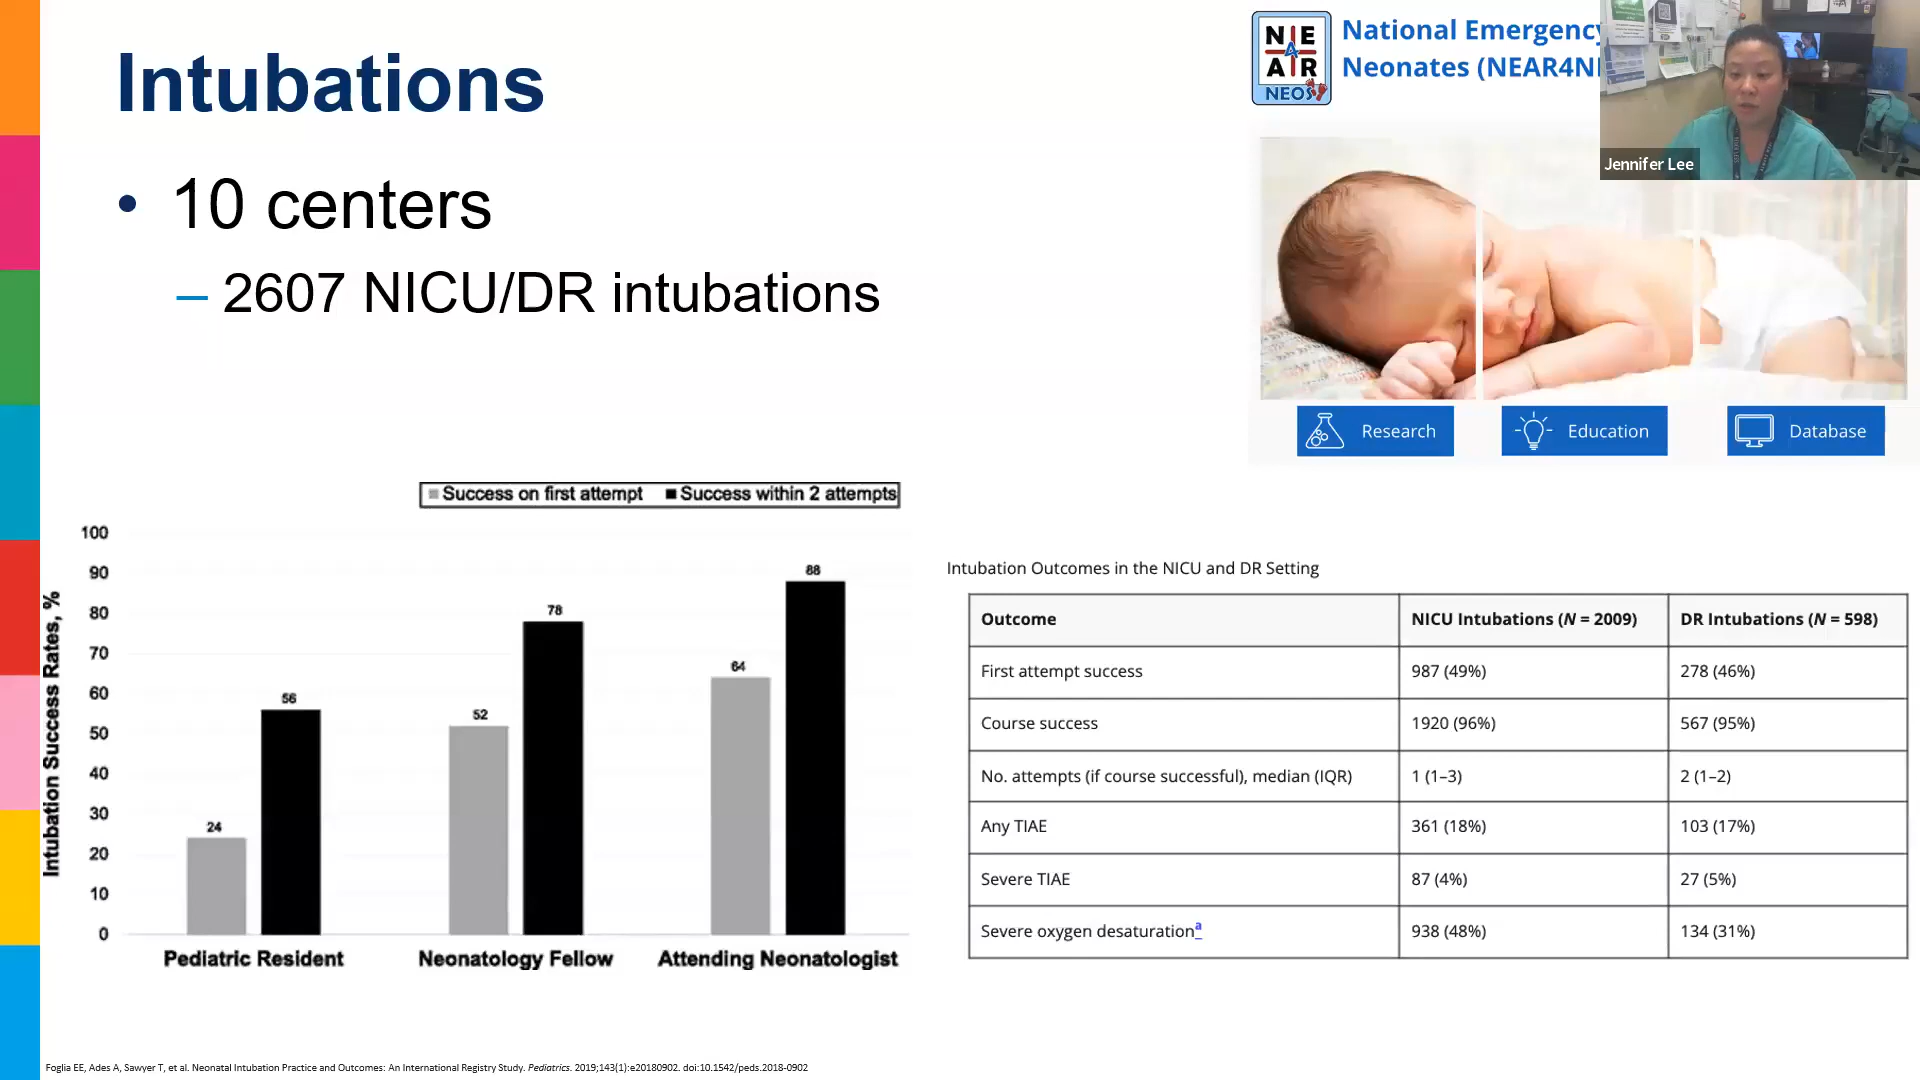 Intubations
• 10 centers
– 2607 NICU/DR intubations
NEAR
NEOS
National Emergency
Neonates (NEAR4N
Jennifer Lee
Research
Education
Database
Success on first attempt Success within 2 attempts
Intubation Success Rates, %
100
90
80
70
60
50
40
30
20
10
0
24
56
52
78
64
88
Pediatric Resident
Neonatology Fellow
Attending Neonatologist
Intubation Outcomes in the NICU and DR Setting
Outcome NICU Intubations (N = 2009) DR Intubations (N = 598)
First attempt success 987 (49%) 278 (46%)
Course success 1920 (96%) 567 (95%)
No. attempts (if course successful), median (IQR) 1 (1–3) 2 (1–2)
Any TIAE 361 (18%) 103 (17%)
Severe TIAE 87 (4%) 27 (5%)
Severe oxygen desaturation a 938 (48%) 134 (31%)
Foglia EE, Ades A, Sawyer T, et al. Neonatal Intubation Practice and Outcomes: An International Registry Study. Pediatrics. 2019;143(1):e20180902. doi:10.1542/peds.2018-0902